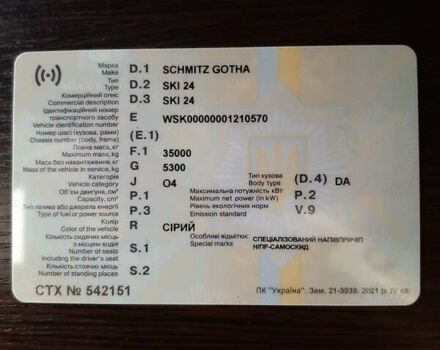 Марка
Make D.1 SCHMITZ GOTHA
Тип
Type D.2 SKI 24
Комерційний опис
Commercial description D.3 SKI 24
Ідентифікаційний номер
транспортного засобу E WSK00000001210570
Vehicle identification number
Номер шасі (кузова, рами)
Chassis number (body, frame) (E.1)
Повна маса, кг
Maximum mass, kg F.1 35000
Маса без навантаження, кг
Mass of the vehicle in service, kg G 5300
Категорія
Vehicle category J O4
Тип кузова
Body type (D.4) DA
Об'єм двигуна, см³
Capacity, cm³ P.1
Максимальна потужність кВт
Maximum net power (in kW) P.2
Тип палива або джерела енергії
Type of fuel or power source P.3
Рівень екологічних норм
Emission standard V.9
Колір
Color of the vehicle R СІРИЙ
Особливі відмітки:
Special marks СПЕЦІАЛІЗОВАНИЙ НАПІВПРИЧІП
Н/ПР-САМОСКИД
Кількість сидячих місць
з місцем водія
Number of seats S.1
including the driver's seat
Кількість стоячих місць
Number of standing places S.2
СТХ № 542151
ПК "Україна". Зам. 21-3939. 2021 р. IV кв.